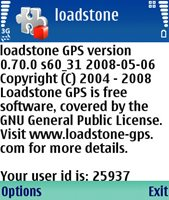 3G
loadstone
loadstone GPS version
0.70.0 s60_31 2008-05-06
Copyright (C) 2004 - 2008
Loadstone GPS is free
software, covered by the
GNU General Public License.
Visit www.loadstone-gps.
com for more details.
Your user id is: 25937
Options Exit